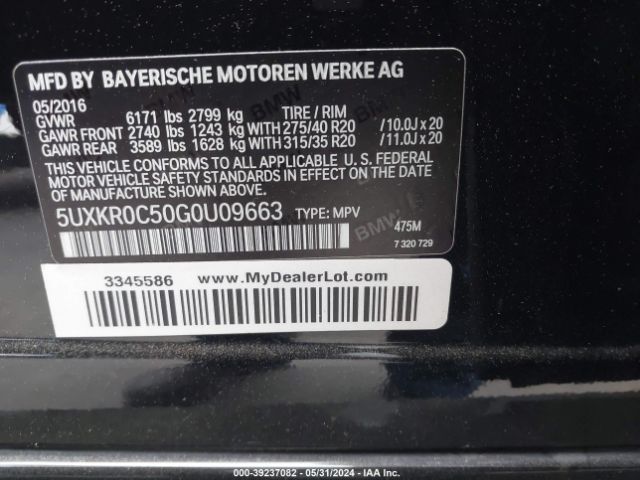 MFD BY BAYERISCHE MOTOREN WERKE AG
05/2016
GVWR 6171 lbs 2799 kg TIRE / RIM
GAWR FRONT 2740 lbs 1243 kg WITH 275/40 R20 /10.0J x 20
GAWR REAR 3589 lbs 1628 kg WITH 315/35 R20 /11.0J x 20
THIS VEHICLE CONFORMS TO ALL APPLICABLE U. S. FEDERAL
MOTOR VEHICLE SAFETY STANDARDS IN EFFECT ON THE DATE
OF MANUFACTURE SHOWN ABOVE.
5UXKR0C50G0U09663 TYPE: MPV 475M
7 320 729
3345586 www.MyDealerLot.com
000-39237082 - 05/31/2024 - IAA Inc.